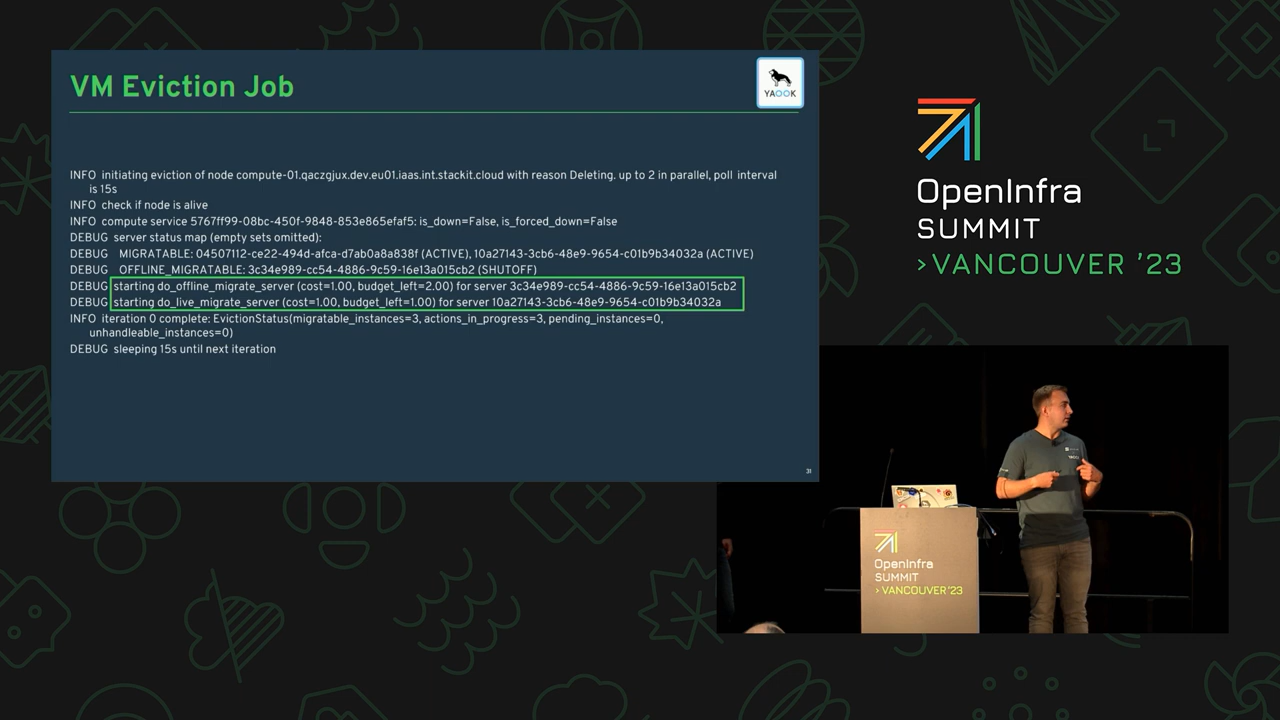 VM Eviction Job
YAOOK
INFO initiating eviction of node compute-01.qaczgjux.dev.eu01.iaas.int.stackit.cloud with reason Deleting. up to 2 in parallel, poll interval
is 15s
INFO check if node is alive
INFO compute service 5767ff99-08bc-450f-9848-853e865efaf5: is_down=False, is_forced_down=False
DEBUG server status map (empty sets omitted):
DEBUG MIGRATABLE: 04507112-ce22-494d-afca-d7ab0a8a838f (ACTIVE), 10a27143-3cb6-48e9-9654-c01b9b34032a (ACTIVE)
DEBUG OFFLINE_MIGRATABLE: 3c34e989-cc54-4886-9c59-16e13a015cb2 (SHUTOFF)
DEBUG starting do_offline_migrate_server (cost=1.00, budget_left=2.00) for server 3c34e989-cc54-4886-9c59-16e13a015cb2
DEBUG starting do_live_migrate_server (cost=1.00, budget_left=1.00) for server 10a27143-3cb6-48e9-9654-c01b9b34032a
INFO iteration 0 complete: EvictionStatus(migratable_instances=3, actions_in_progress=3, pending_instances=0,
unhandleable_instances=0)
DEBUG sleeping 15s until next iteration
31
OpenInfra
SUMMIT
>VANCOUVER '23
OpenInfra
SUMMIT
> VANCOUVER '23